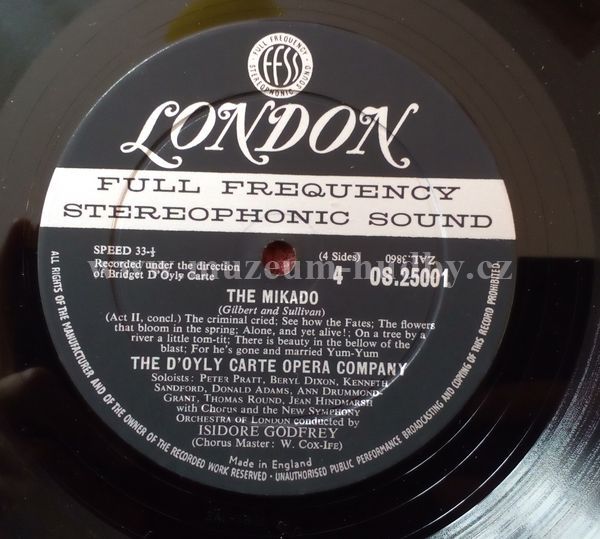 FULL FREQUENCY · STEREOPHONIC SOUND
FFSS
LONDON
FULL FREQUENCY
STEREOPHONIC SOUND
SPEED 33-⅓
(4 Sides)
ZAL.3860
Recorded under the direction
of Bridget D'Oyly Carte
4 OS.25001
THE MIKADO
(Gilbert and Sullivan)
(Act II, concl.) The criminal cried; See how the Fates; The flowers
that bloom in the spring; Alone, and yet alive!; On a tree by a
river a little tom-tit; There is beauty in the bellow of the
blast; For he's gone and married Yum-Yum
THE D'OYLY CARTE OPERA COMPANY
Soloists: PETER PRATT, BERYL DIXON, KENNETH
SANDFORD, DONALD ADAMS, ANN DRUMMOND-
GRANT, THOMAS ROUND, JEAN HINDMARSH
with CHORUS and the NEW SYMPHONY
ORCHESTRA OF LONDON conducted by
ISIDORE GODFREY
(Chorus Master: W. COX-IFE)
Made in England
ALL RIGHTS OF THE MANUFACTURER AND OF THE OWNER OF THE RECORDED WORK RESERVED · UNAUTHORISED PUBLIC PERFORMANCE BROADCASTING AND COPYING OF THIS RECORD PROHIBITED
www.muzeum-hudby.cz